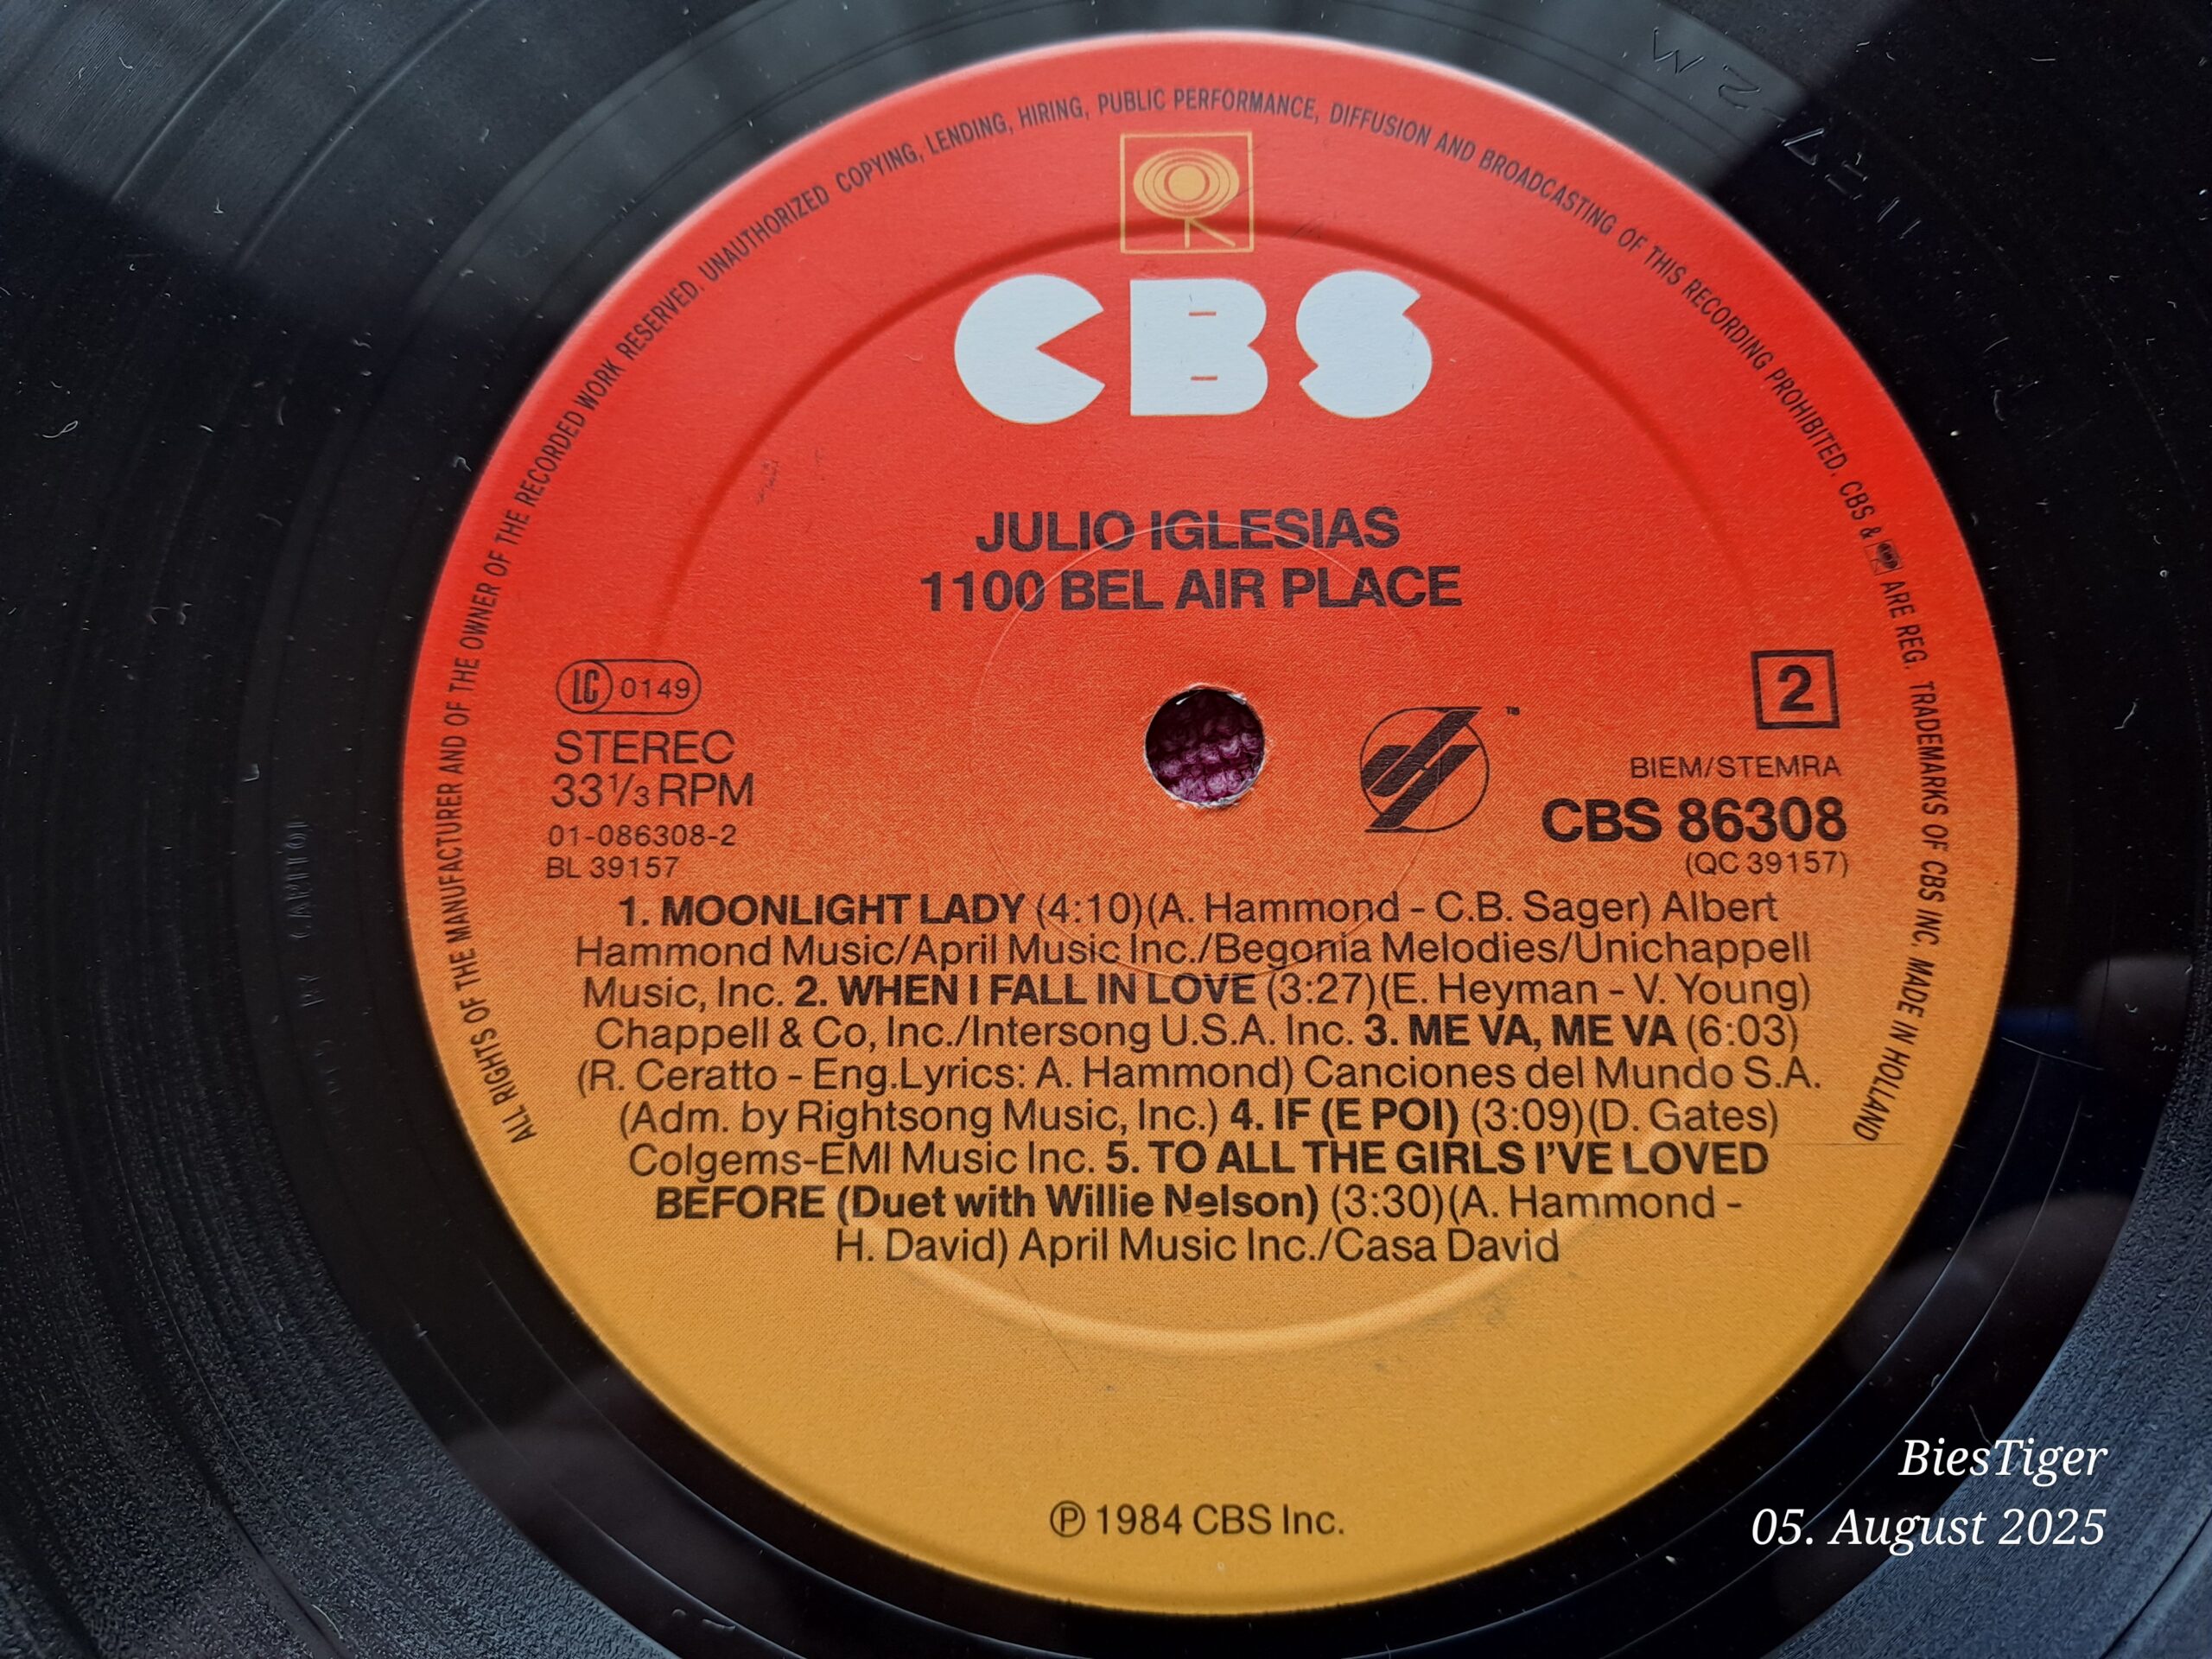 ALL RIGHTS OF THE MANUFACTURER AND OF THE OWNER OF THE RECORDED WORK RESERVED. UNAUTHORIZED COPYING, LENDING, HIRING, PUBLIC PERFORMANCE, DIFFUSION AND BROADCASTING OF THIS RECORDING PROHIBITED. CBS & ARE REG. TRADEMARKS OF CBS INC. MADE IN HOLLAND
CBS
JULIO IGLESIAS
1100 BEL AIR PLACE
LC 0149
STEREO
33 1/3 RPM
01-086308-2
BL 39157
TM
2
BIEM/STEMRA
CBS 86308
(QC 39157)
1. MOONLIGHT LADY (4:10)(A. Hammond - C.B. Sager) Albert
Hammond Music/April Music Inc./Begonia Melodies/Unichappell
Music, Inc. 2. WHEN I FALL IN LOVE (3:27)(E. Heyman - V. Young)
Chappell & Co, Inc./Intersong U.S.A. Inc. 3. ME VA, ME VA (6:03)
(R. Ceratto - Eng.Lyrics: A. Hammond) Canciones del Mundo S.A.
(Adm. by Rightsong Music, Inc.) 4. IF (E POI) (3:09)(D. Gates)
Colgems-EMI Music Inc. 5. TO ALL THE GIRLS I'VE LOVED
BEFORE (Duet with Willie Nelson) (3:30)(A. Hammond -
H. David) April Music Inc./Casa David
℗ 1984 CBS Inc.
BiesTiger
05. August 2025